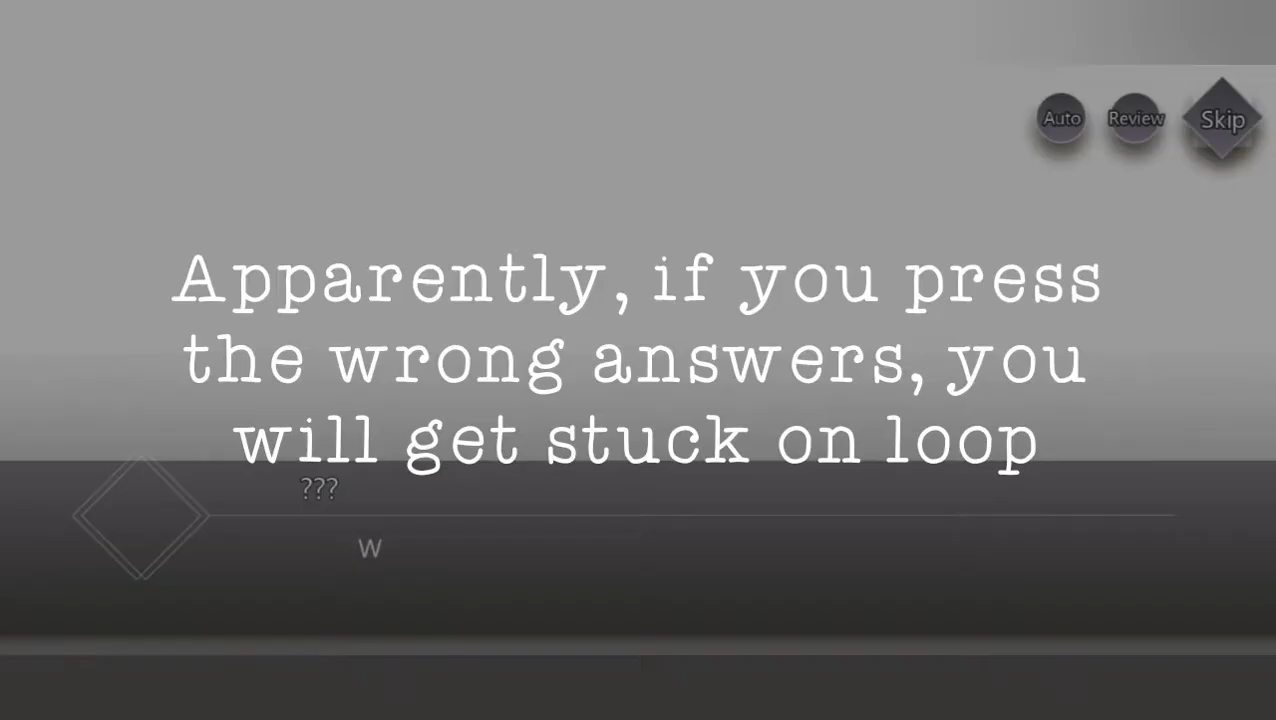 Auto Review Skip
Apparently, if you press
the wrong answers, you
will get stuck on loop
???
W